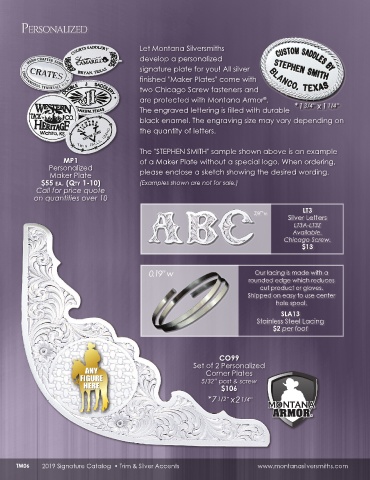 PERSONALIZED
Let Montana Silversmiths
develop a personalized
signature plate for you! All silver
finished "Maker Plates" come with
two Chicago Screw fasteners and
are protected with Montana Armor®.
The engraved lettering is filled with durable
black enamel. The engraving size may vary depending on
the quantity of letters.
CUSTOM SADDLES BY
STEPHEN SMITH
BLANCO, TEXAS
*1 3/4" x 1 1/4"
CRATES
BRYAN, TEXAS
WESTERN
TACK CO.
HERITAGE
The "STEPHEN SMITH" sample shown above is an example
of a Maker Plate without a special logo. When ordering,
please enclose a sketch showing the desired wording.
[Examples shown are not for sale.]
MP1
Personalized
Maker Plate
$55 EA. (QTY 1-10)
Call for price quote
on quantities over 10
ABC
LT3
Silver Letters
LT3A-LT3Z
Available.
Chicago Screw.
$13
0.19" W
Our lacing is made with a
rounded edge which reduces
cut product or gloves.
Shipped on easy to use center
hole spool.
SLA13
Stainless Steel Lacing
$2 per foot
ANY
FIGURE
HERE
CO99
Set of 2 Personalized
Corner Plates
5/32" post & screw
$106
*7 1/2" x 2 1/4"
MONTANA
ARMOR
TM36 2019 Signature Catalog • Trim & Silver Accents www.montanasilversmiths.com